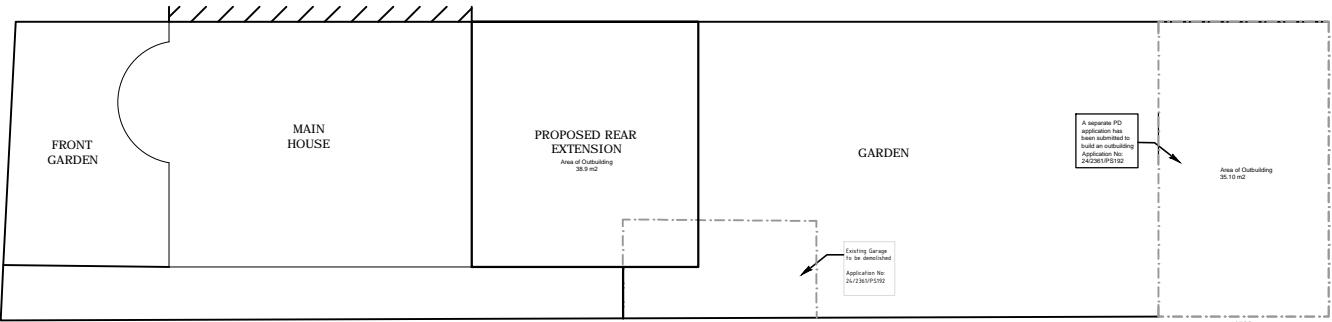 FRONT
GARDEN
MAIN
HOUSE
PROPOSED REAR
EXTENSION
Area of Outbuilding
38.9 m2
GARDEN
A separate PD
application has
been submitted to
build an outbuilding
Application No:
24/2361/PS192
Area of Outbuilding
35.10 m2
Existing Garage
to be demolished
Application No:
24/2361/PS192